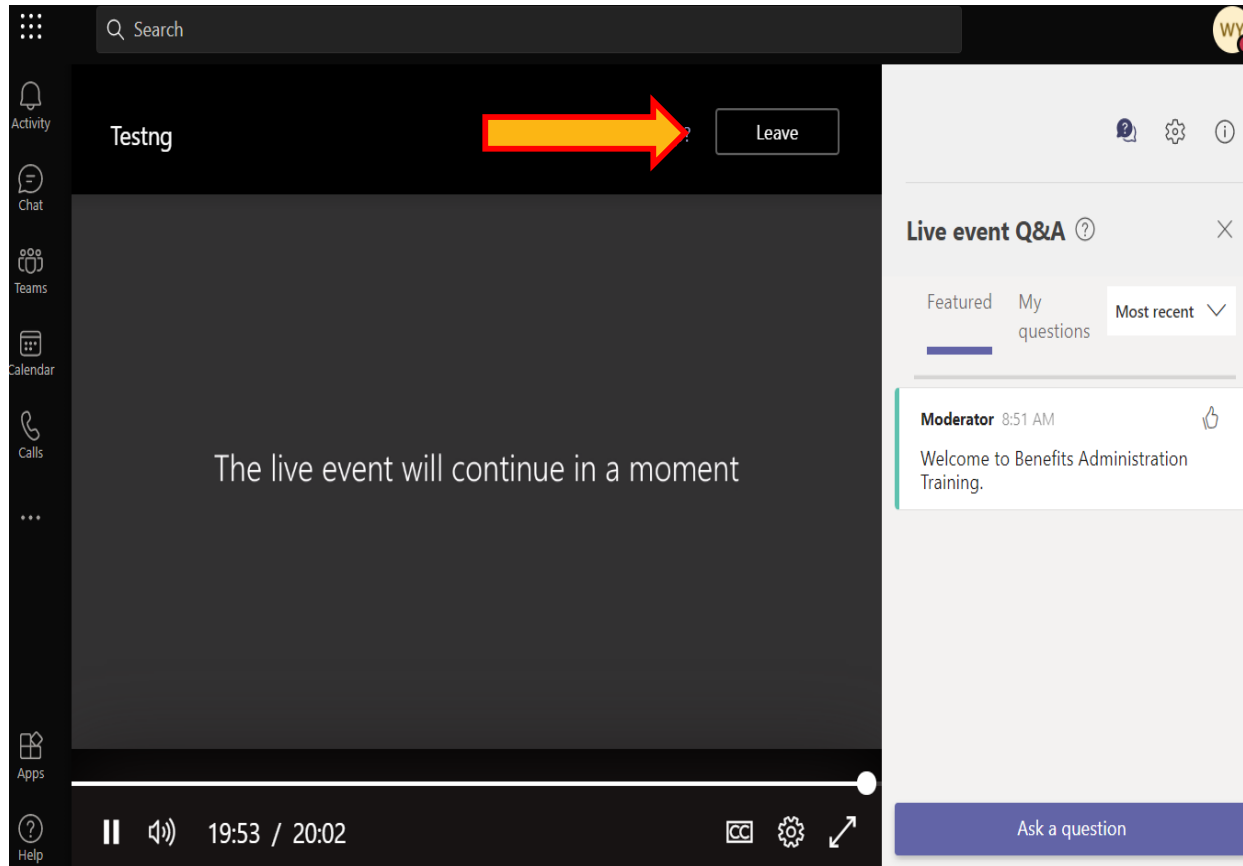 Search
WY
Activity
Chat
Teams
Calendar
Calls
Apps
Help
Testng
?
Leave
The live event will continue in a moment
19:53 / 20:02
CC
Live event Q&A
Featured
My
questions
Most recent
Moderator 8:51 AM
Welcome to Benefits Administration
Training.
Ask a question